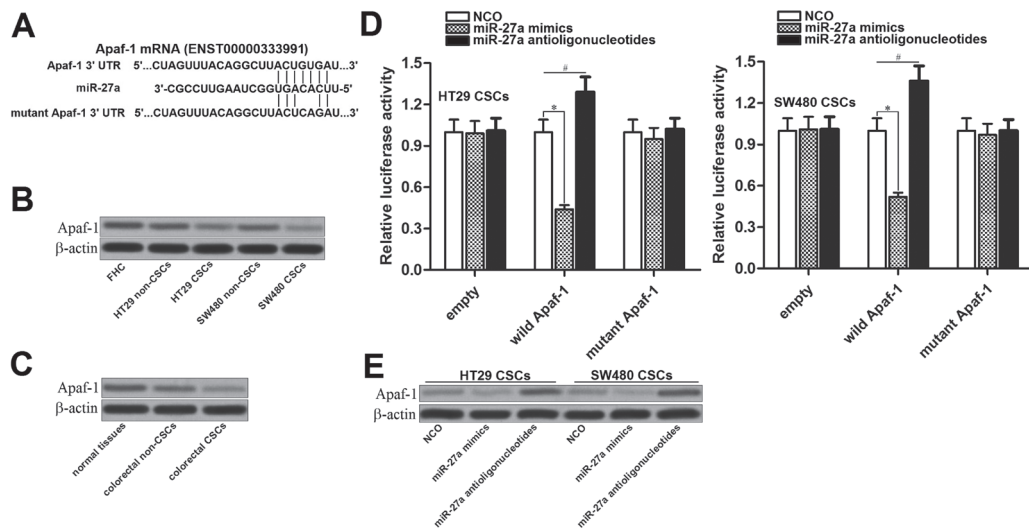 A
Apaf-1 mRNA (ENST00000333991)
Apaf-1 3' UTR 5'...CUAGUUUACAGGCUUACUGUGAU...3'
miR-27a 3'-CGCCUUGAAUCGGUGACACUU-5'
mutant Apaf-1 3' UTR 5'...CUAGUUUACAGGCUUACUCAGAU...3'
B
Apaf-1
β-actin
FHC
HT29 non-CSCs
HT29 CSCs
SW480 non-CSCs
SW480 CSCs
C
Apaf-1
β-actin
normal tissues
colorectal non-CSCs
colorectal CSCs
D
NCO
miR-27a mimics
miR-27a antioligonucleotides
HT29 CSCs
Relative luciferase activity
1.5
1.2
0.9
0.6
0.3
0.0
#
*
empty
wild Apaf-1
mutant Apaf-1
NCO
miR-27a mimics
miR-27a antioligonucleotides
SW480 CSCs
Relative luciferase activity
1.5
1.2
0.9
0.6
0.3
0.0
#
*
empty
wild Apaf-1
mutant Apaf-1
E
HT29 CSCs SW480 CSCs
Apaf-1
β-actin
NCO
miR-27a mimics
miR-27a antioligonucleotides
NCO
miR-27a mimics
miR-27a antioligonucleotides